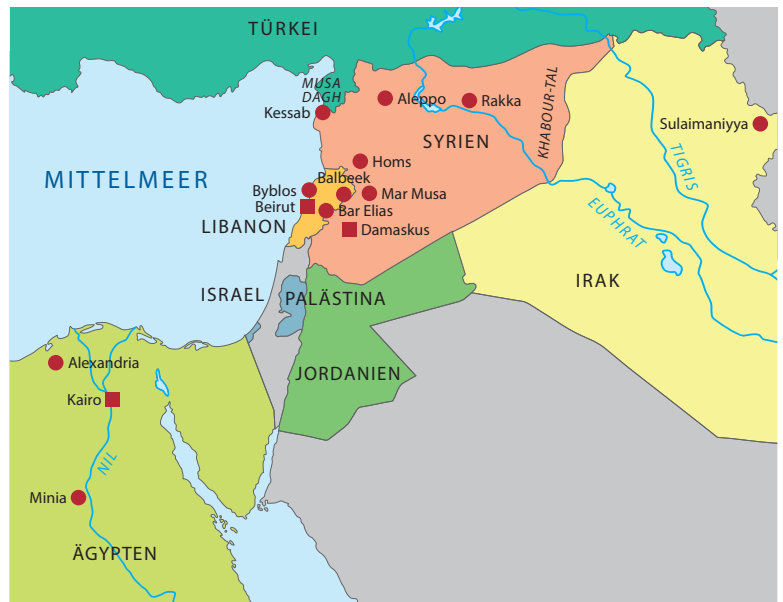 TÜRKEI
MUSA
DAGH
Kessab
Aleppo
Rakka
KHABOUR-TAL
Sulaimaniyya
SYRIEN
TIGRIS
Homs
MITTELMEER
Balbeek
Byblos
Mar Musa
Beirut
Bar Elias
EUPHRAT
LIBANON
Damaskus
IRAK
ISRAEL
PALÄSTINA
Alexandria
JORDANIEN
Kairo
NIL
Minia
ÄGYPTEN